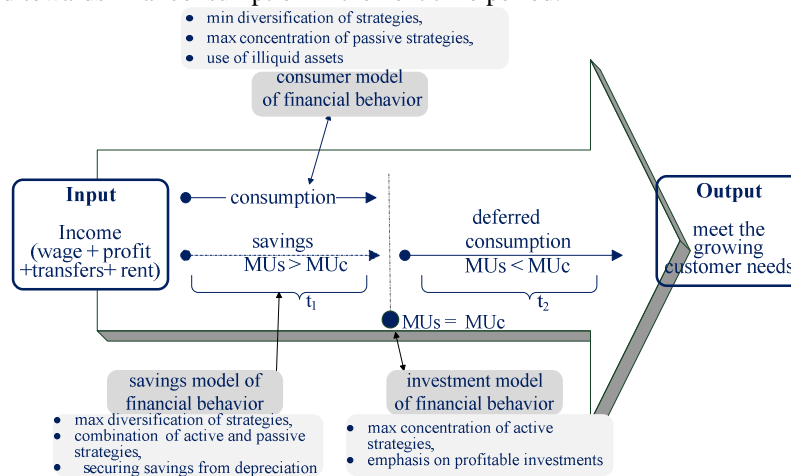 • min diversification of strategies,
• max concentration of passive strategies,
• use of illiquid assets
consumer model
of financial behavior
Input
Income
(wage + profit
+transfers+ rent)
consumption
savings
MUs > MUc
t1
deferred
consumption
MUs < MUc
t2
MUs = MUc
Output
meet the
growing
customer needs
savings model of
financial behavior
• max diversification of strategies,
• combination of active and passive
strategies,
• securing savings from depreciation
investment model
of financial behavior
• max concentration of active
strategies,
• emphasis on profitable investments